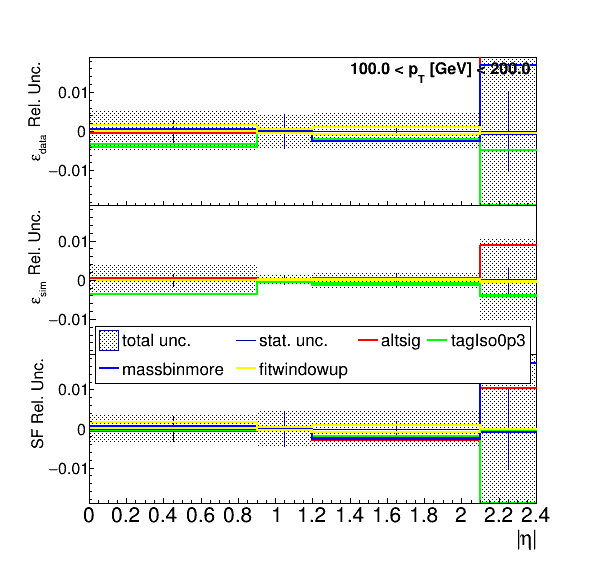 100.0 < pT [GeV] < 200.0
εdata Rel. Unc.
0.01
0
−0.01
εsim Rel. Unc.
0.01
0
−0.01
total unc. stat. unc. altsig tagIso0p3
massbinmore fitwindowup
SF Rel. Unc.
0.01
0
−0.01
0 0.2 0.4 0.6 0.8 1 1.2 1.4 1.6 1.8 2 2.2 2.4
|η|